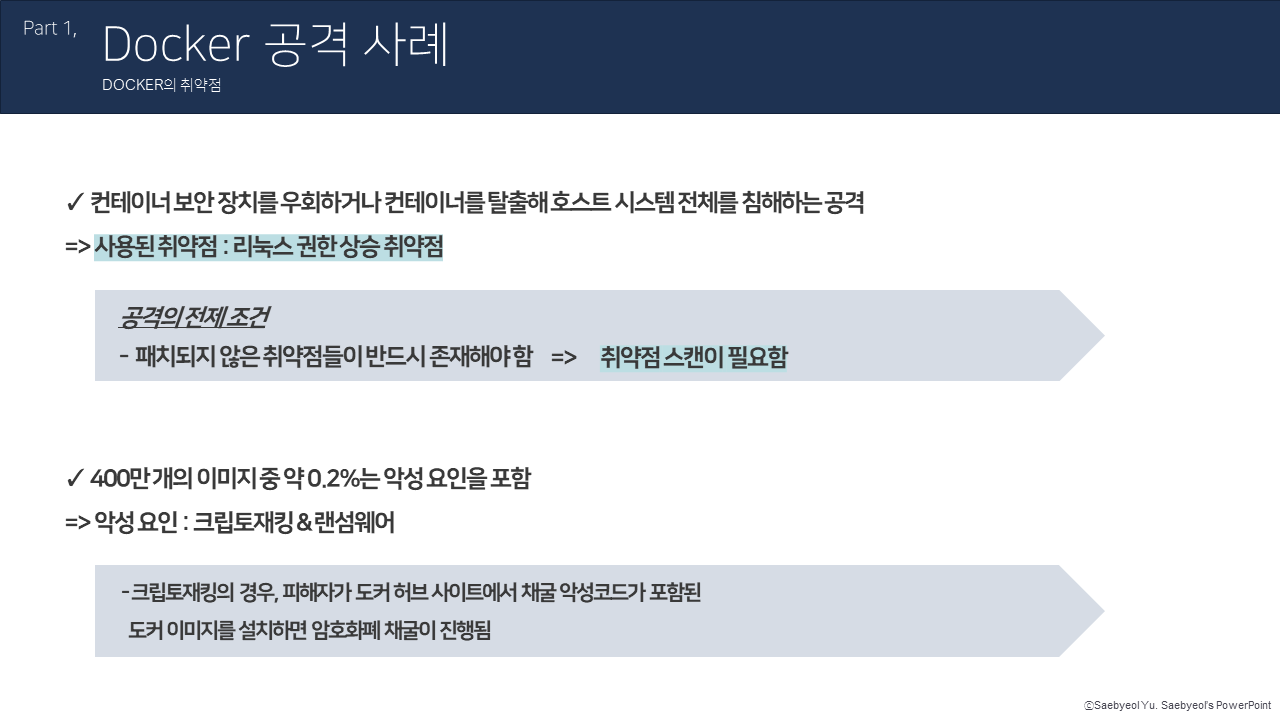 Part 1,
Docker 공격 사례
DOCKER의 취약점
✓ 컨테이너 보안 장치를 우회하거나 컨테이너를 탈출해 호스트 시스템 전체를 침해하는 공격
=> 사용된 취약점 : 리눅스 권한 상승 취약점
공격의 전제 조건
- 패치되지 않은 취약점들이 반드시 존재해야 함 => 취약점 스캔이 필요함
✓ 400만 개의 이미지 중 약 0.2%는 악성 요인을 포함
=> 악성 요인 : 크립토재킹 & 랜섬웨어
- 크립토재킹의 경우, 피해자가 도커 허브 사이트에서 채굴 악성코드가 포함된
도커 이미지를 설치하면 암호화폐 채굴이 진행됨
ⓒSaebyeol Yu. Saebyeol's PowerPoint